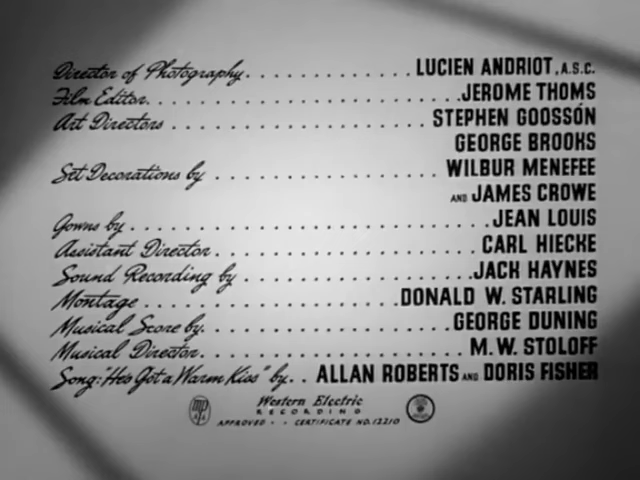 Director of Photography. . . . . . . . . . . . . LUCIEN ANDRIOT, A.S.C.
Film Editor. . . . . . . . . . . . . . . . . . . . . . . . JEROME THOMS
Art Directors . . . . . . . . . . . . . . . . . . . . STEPHEN GOOSSÓN
GEORGE BROOKS
Set Decorations by . . . . . . . . . . . . . . . . . WILBUR MENEFEE
AND JAMES CROWE
Gowns by . . . . . . . . . . . . . . . . . . . . . . . . . . . JEAN LOUIS
Assistant Director. . . . . . . . . . . . . . . . . . . . CARL HIECKE
Sound Recording by . . . . . . . . . . . . . . . . . . JACK HAYNES
Montage . . . . . . . . . . . . . . . . . . . DONALD W. STARLING
Musical Score by. . . . . . . . . . . . . . . . . . . GEORGE DUNING
Musical Director. . . . . . . . . . . . . . . . . . . . M. W. STOLOFF
Song: "He's Got a Warm Kiss" by. . ALLAN ROBERTS AND DORIS FISHER
Western Electric
RECORDING
APPROVED · · CERTIFICATE NO. 12210